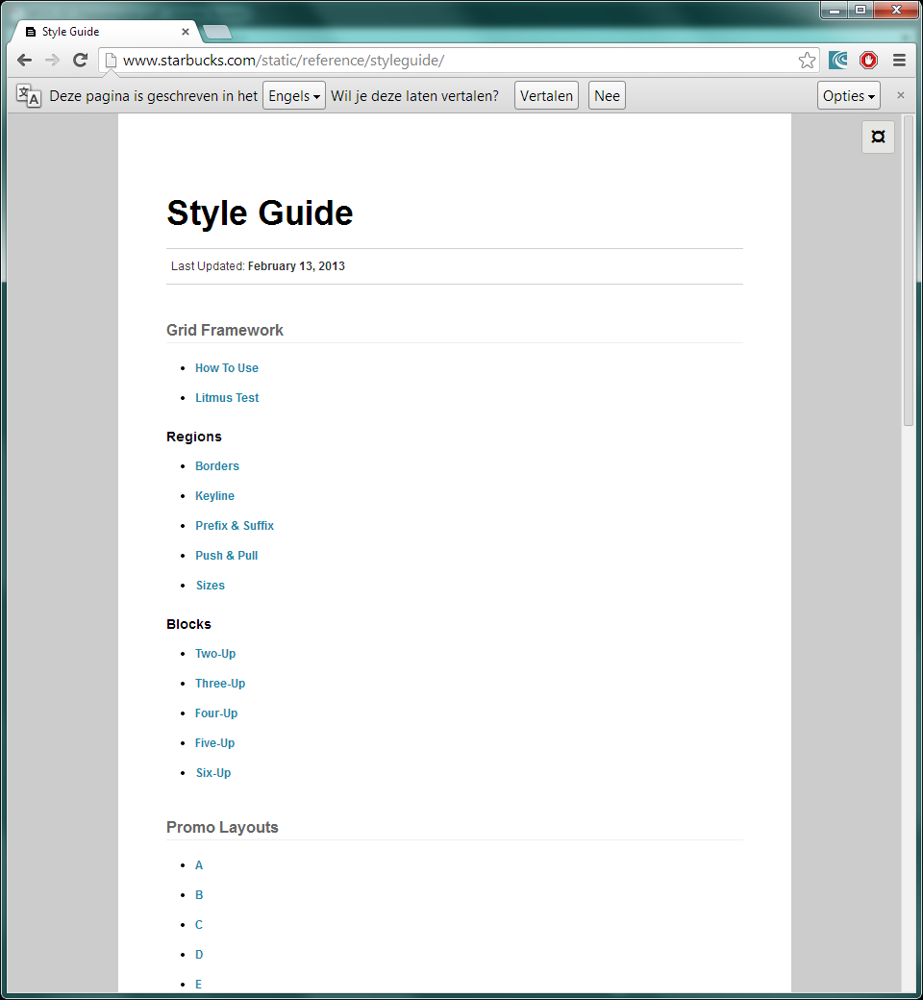 Style Guide
www.starbucks.com/static/reference/styleguide/
Deze pagina is geschreven in het Engels Wil je deze laten vertalen? Vertalen Nee Opties
Style Guide
Last Updated: February 13, 2013
Grid Framework
How To Use
Litmus Test
Regions
Borders
Keyline
Prefix & Suffix
Push & Pull
Sizes
Blocks
Two-Up
Three-Up
Four-Up
Five-Up
Six-Up
Promo Layouts
A
B
C
D
E